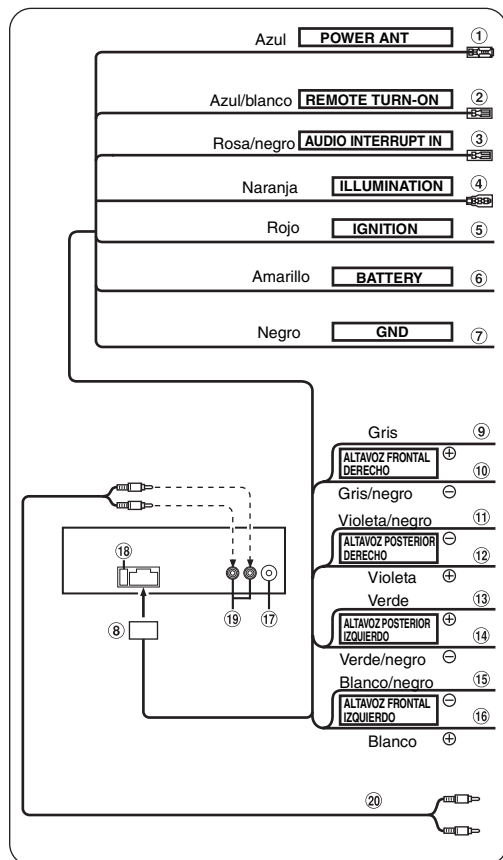 Azul POWER ANT ①
Azul/blanco REMOTE TURN-ON ②
Rosa/negro AUDIO INTERRUPT IN ③
Naranja ILLUMINATION ④
Rojo IGNITION ⑤
Amarillo BATTERY ⑥
Negro GND ⑦
Gris ⑨
ALTAVOZ FRONTAL ⊕
DERECHO ⑩
Gris/negro ⊖
Violeta/negro ⑪
ALTAVOZ POSTERIOR ⊖
DERECHO ⑫
Violeta ⊕
Verde ⑬
ALTAVOZ POSTERIOR ⊕
IZQUIERDO ⑭
Verde/negro ⊖
Blanco/negro ⑮
ALTAVOZ FRONTAL ⊖
IZQUIERDO ⑯
Blanco ⊕
⑱
⑲ ⑰
⑧
⑳